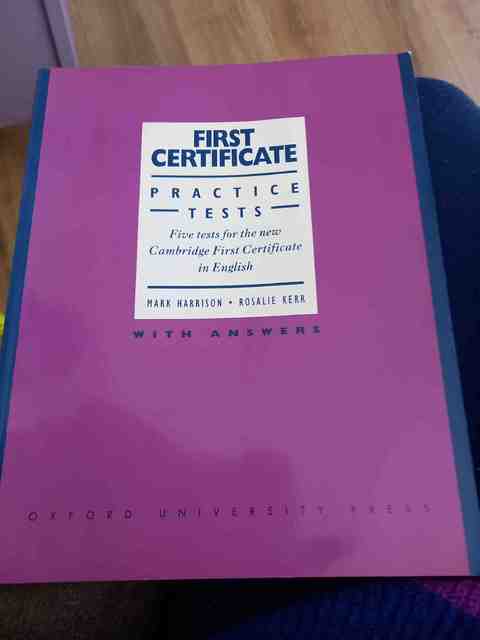 FIRST
CERTIFICATE
PRACTICE
TESTS
Five tests for the new
Cambridge First Certificate
in English
MARK HARRISON • ROSALIE KERR
WITH ANSWERS
OXFORD UNIVERSITY PRESS